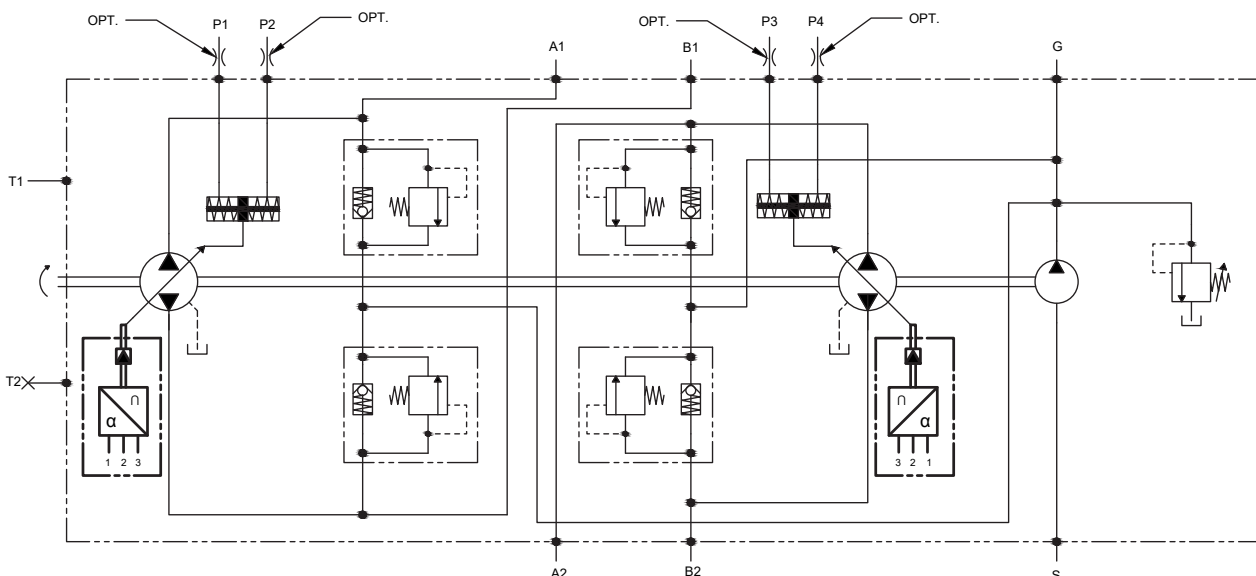 OPT.
P1
P2
OPT.
A1
B1
OPT.
P3
P4
OPT.
G
T1
T2
∩
α
1 2 3
∩
α
3 2 1
A2
B2
S